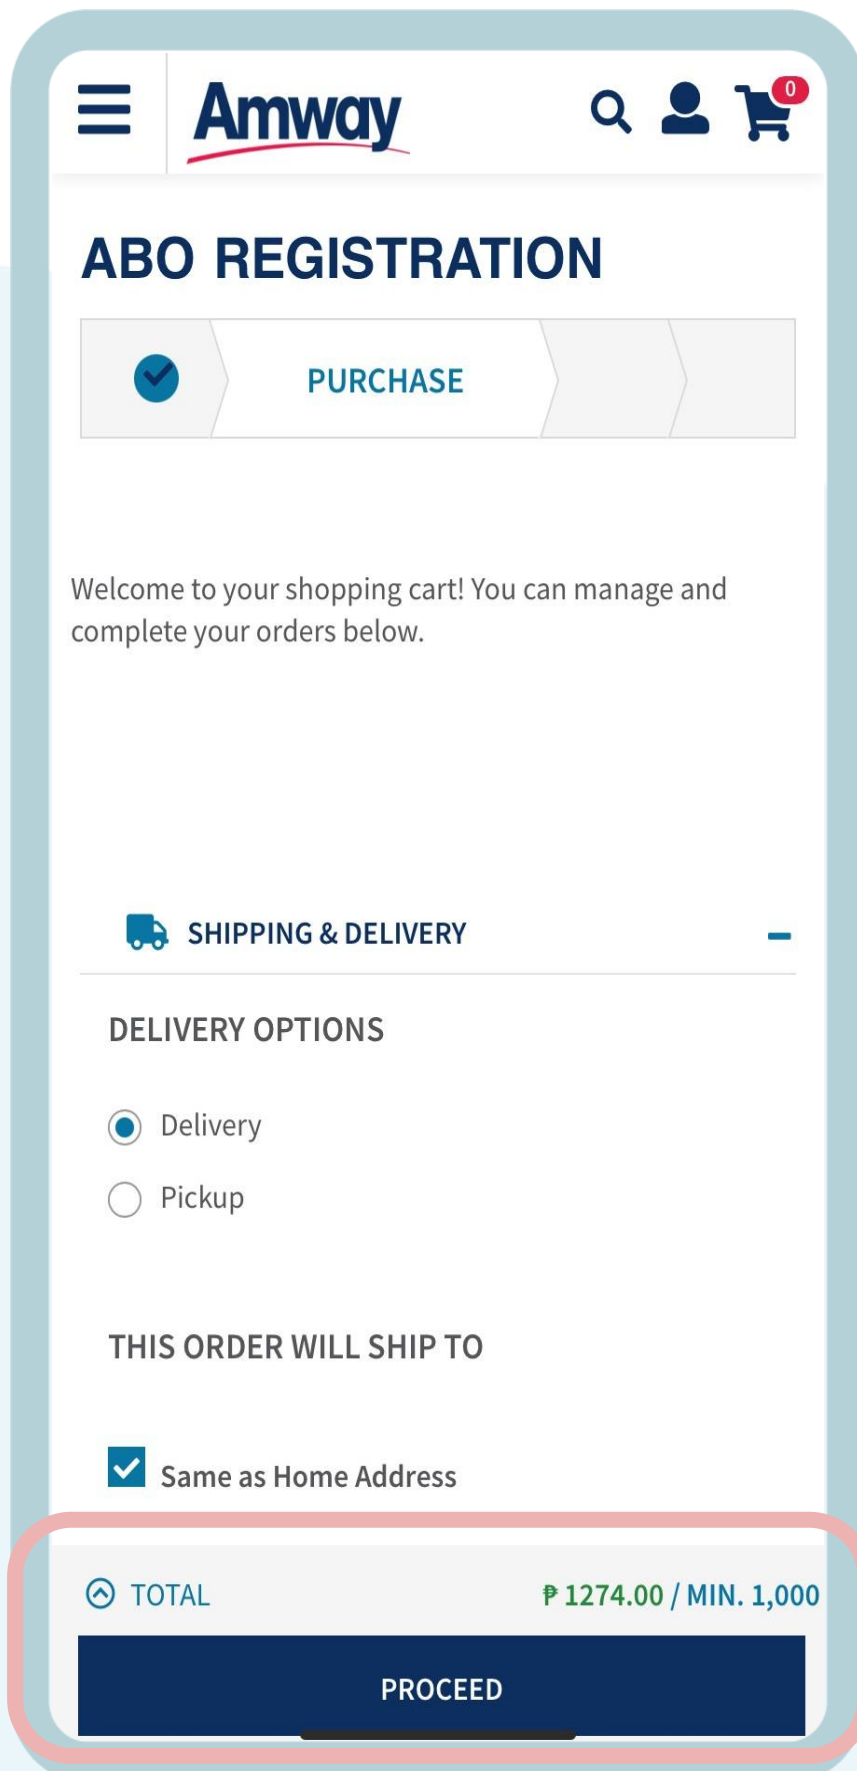 Amway
0
ABO REGISTRATION
PURCHASE
Welcome to your shopping cart! You can manage and
complete your orders below.
SHIPPING & DELIVERY
DELIVERY OPTIONS
Delivery
Pickup
THIS ORDER WILL SHIP TO
Same as Home Address
TOTAL ₱ 1274.00 / MIN. 1,000
PROCEED